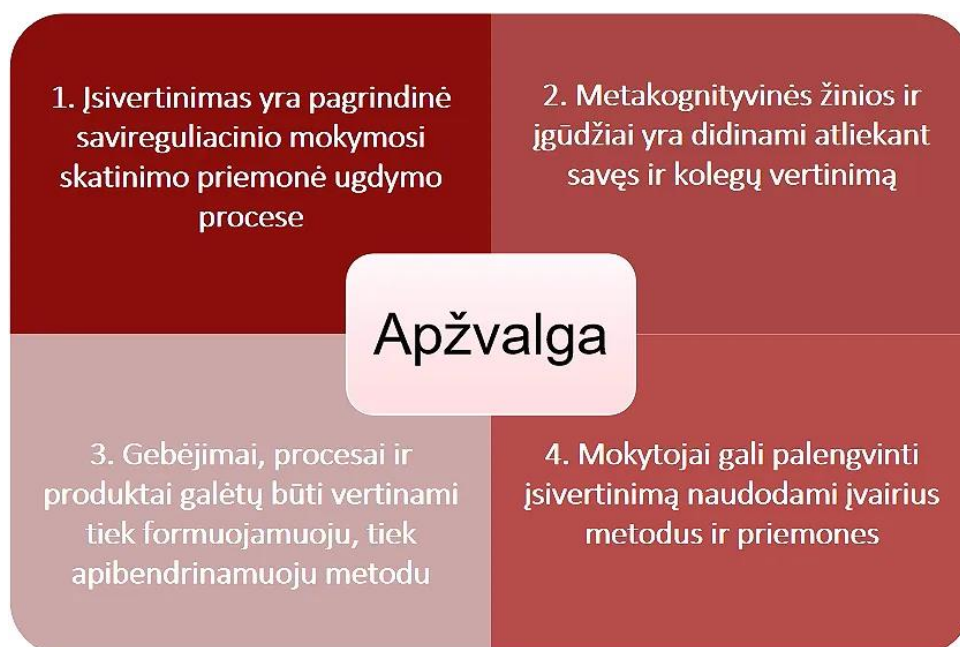 1. Įsivertinimas yra pagrindinė
savireguliacinio mokymosi
skatinimo priemonė ugdymo
procese
2. Metakognityvinės žinios ir
įgūdžiai yra didinami atliekant
savęs ir kolegų vertinimą
Apžvalga
3. Gebėjimai, procesai ir
produktai galėtų būti vertinami
tiek formuojamuoju, tiek
apibendrinamuoju metodu
4. Mokytojai gali palengvinti
įsivertinimą naudodami įvairius
metodus ir priemones